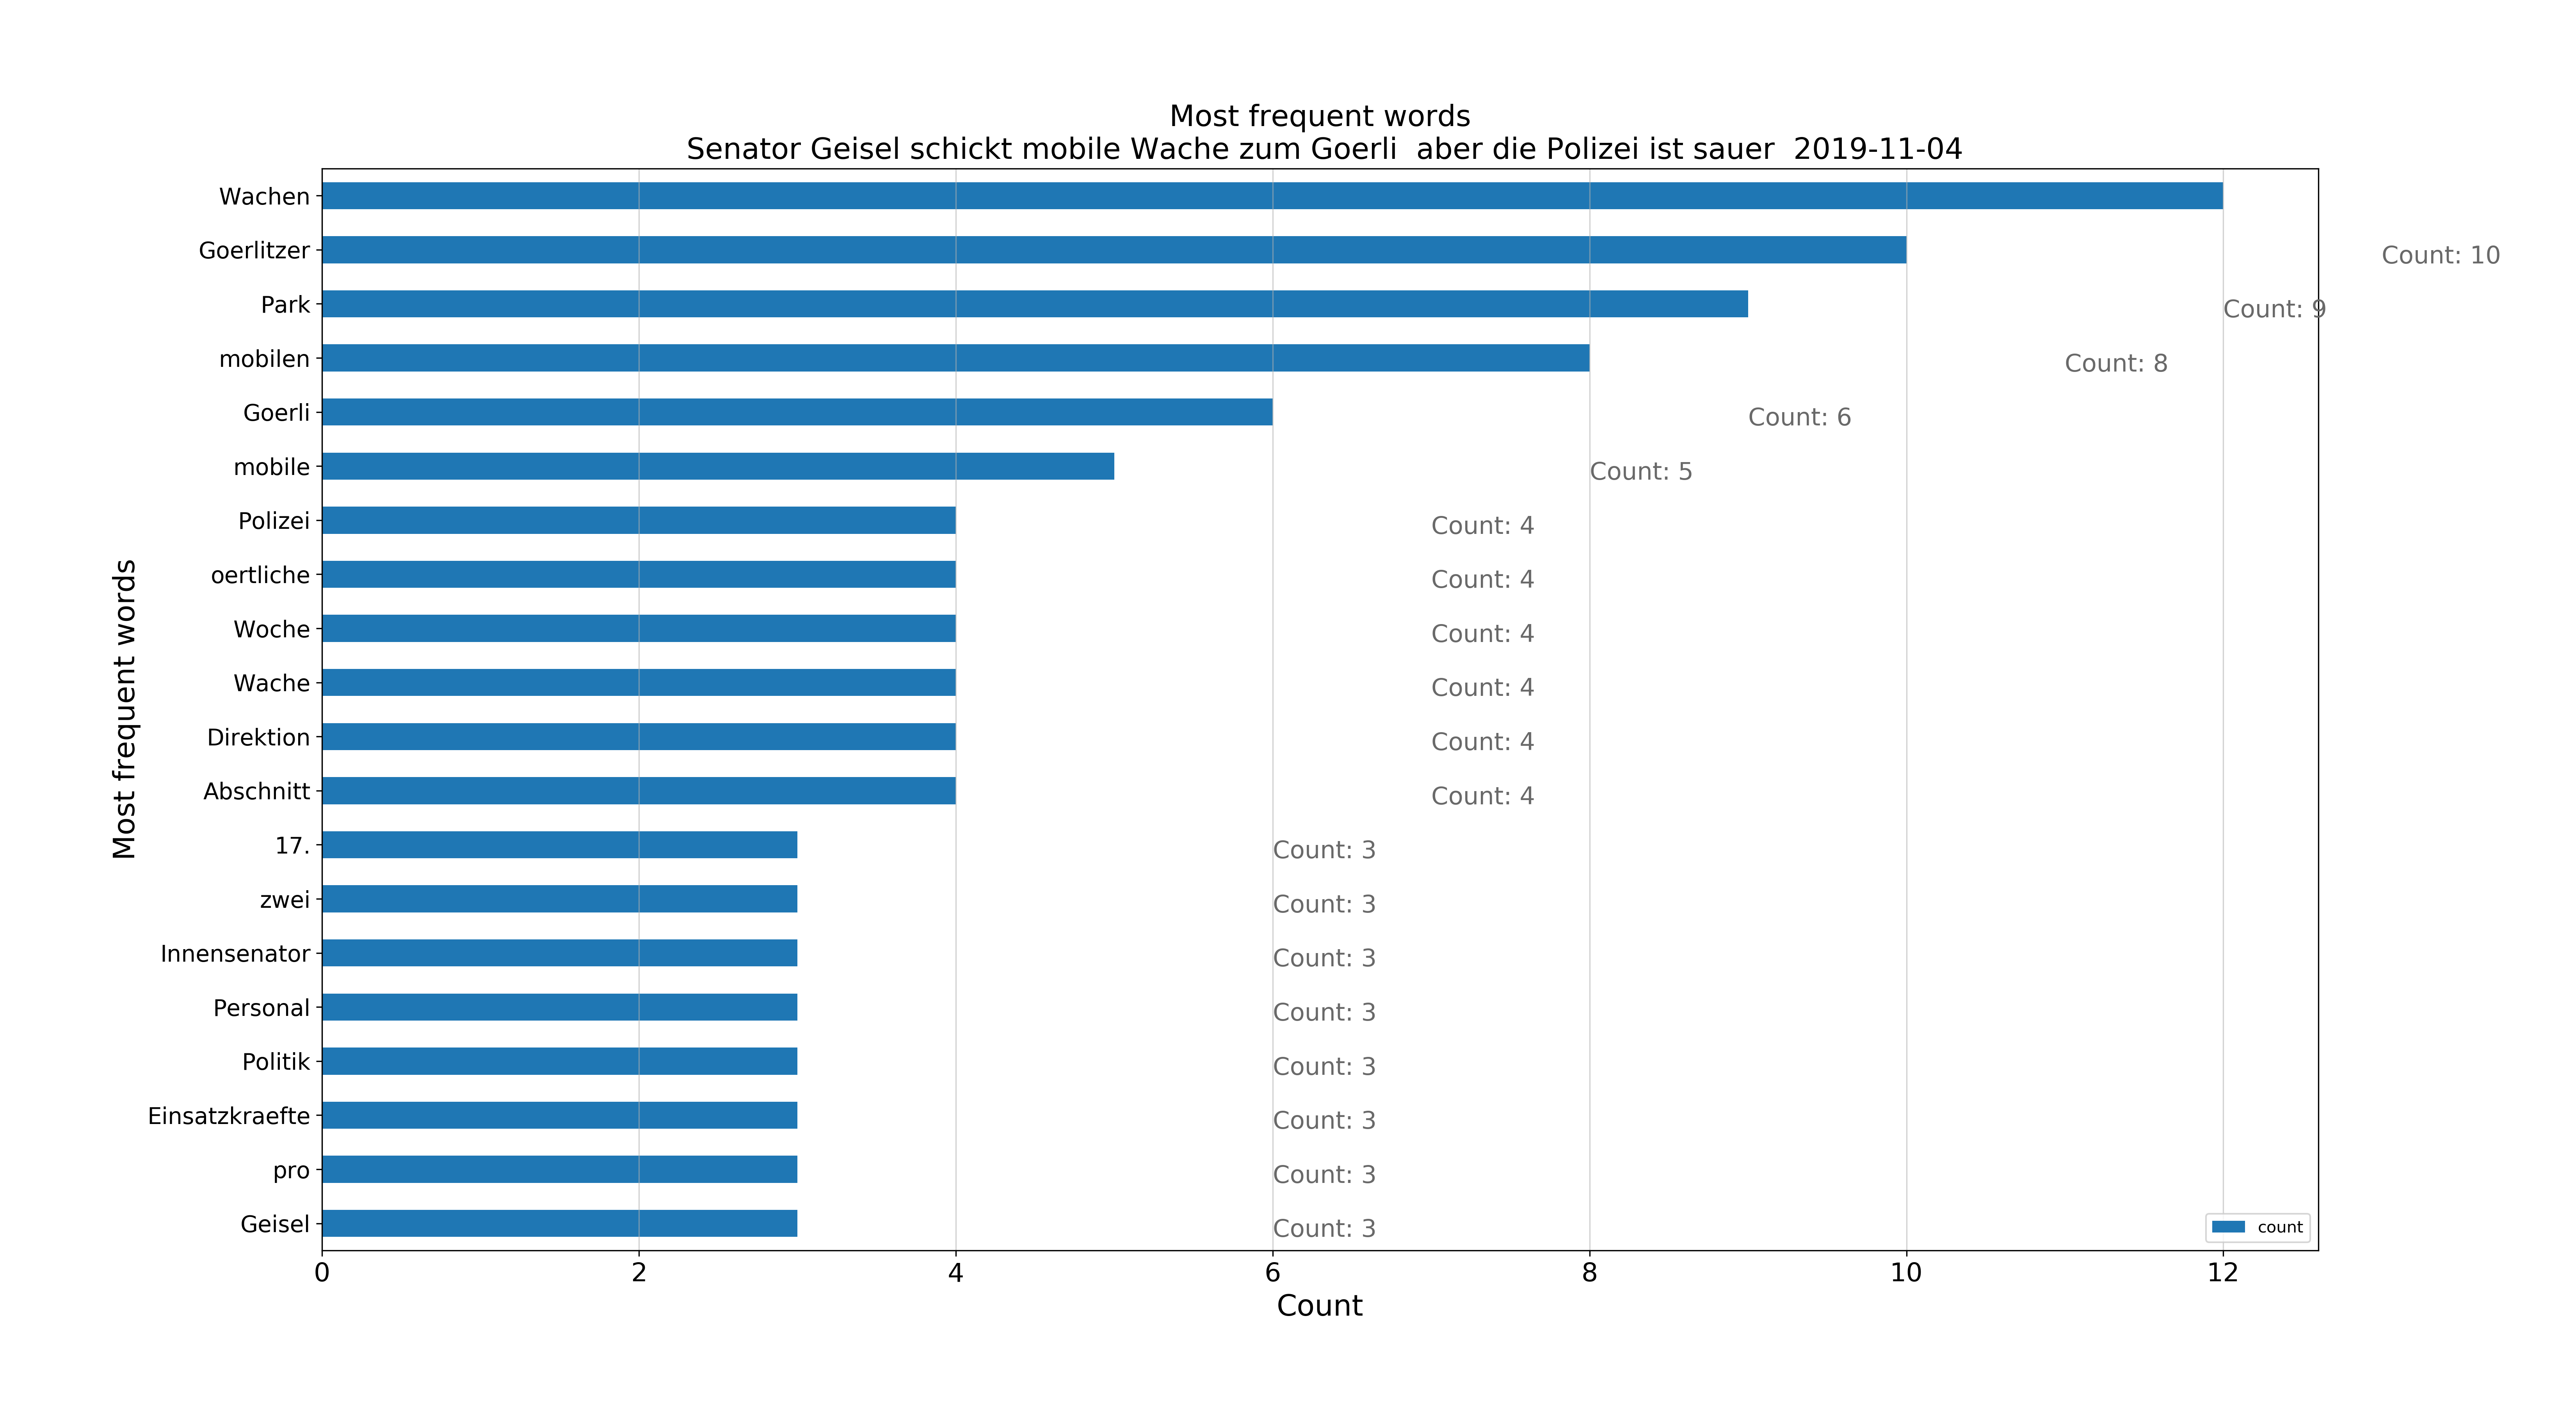 Most frequent words
Senator Geisel schickt mobile Wache zum Goerli  aber die Polizei ist sauer  2019-11-04
Most frequent words
Wachen
Goerlitzer Count: 10
Park Count: 9
mobilen Count: 8
Goerli Count: 6
mobile Count: 5
Polizei Count: 4
oertliche Count: 4
Woche Count: 4
Wache Count: 4
Direktion Count: 4
Abschnitt Count: 4
17. Count: 3
zwei Count: 3
Innensenator Count: 3
Personal Count: 3
Politik Count: 3
Einsatzkraefte Count: 3
pro Count: 3
Geisel Count: 3
count
0 2 4 6 8 10 12
Count